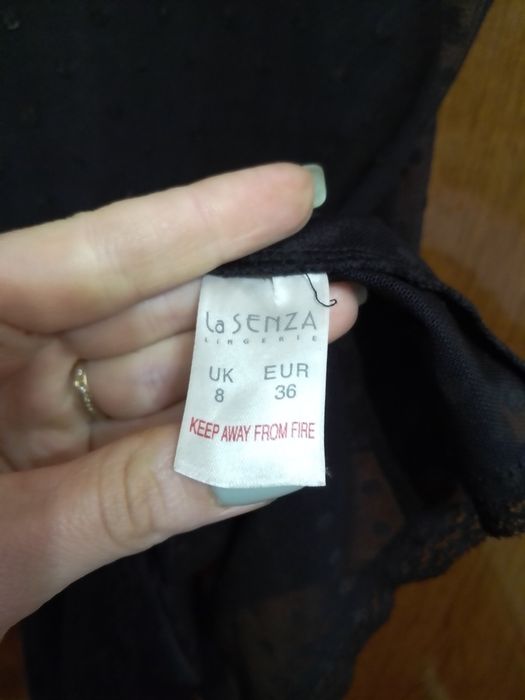 La SENZA
LINGERIE
UK EUR
8 36
KEEP AWAY FROM FIRE